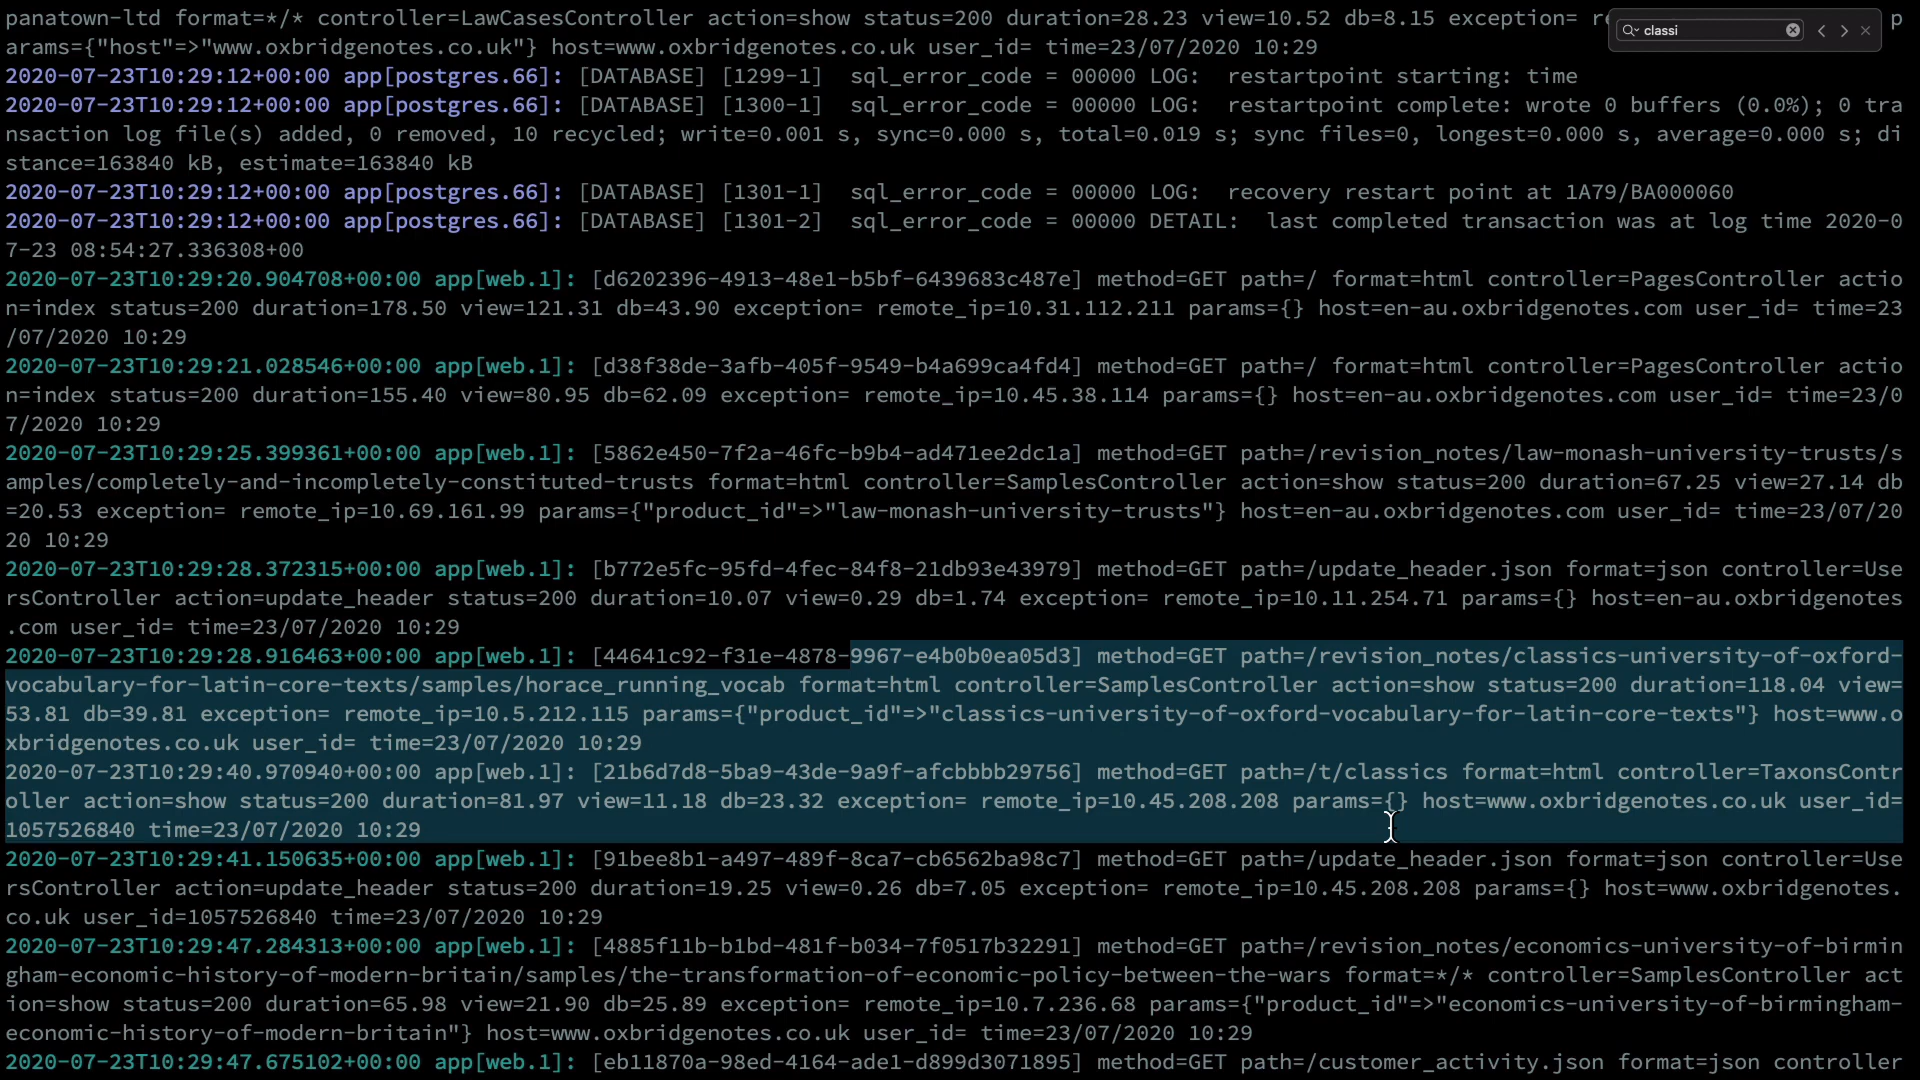 panatown-ltd format=*/* controller=LawCasesController action=show status=200 duration=28.23 view=10.52 db=8.15 exception= p
classi
arams={"host"=>"www.oxbridgenotes.co.uk"} host=www.oxbridgenotes.co.uk user_id= time=23/07/2020 10:29
2020-07-23T10:29:12+00:00 app[postgres.66]: [DATABASE] [1299-1]  sql_error_code = 00000 LOG:  restartpoint starting: time
2020-07-23T10:29:12+00:00 app[postgres.66]: [DATABASE] [1300-1]  sql_error_code = 00000 LOG:  restartpoint complete: wrote 0 buffers (0.0%); 0 tra
nsaction log file(s) added, 0 removed, 10 recycled; write=0.001 s, sync=0.000 s, total=0.019 s; sync files=0, longest=0.000 s, average=0.000 s; di
stance=163840 kB, estimate=163840 kB
2020-07-23T10:29:12+00:00 app[postgres.66]: [DATABASE] [1301-1]  sql_error_code = 00000 LOG:  recovery restart point at 1A79/BA000060
2020-07-23T10:29:12+00:00 app[postgres.66]: [DATABASE] [1301-2]  sql_error_code = 00000 DETAIL:  last completed transaction was at log time 2020-0
7-23 08:54:27.336308+00
2020-07-23T10:29:20.904708+00:00 app[web.1]: [d6202396-4913-48e1-b5bf-6439683c487e] method=GET path=/ format=html controller=PagesController actio
n=index status=200 duration=178.50 view=121.31 db=43.90 exception= remote_ip=10.31.112.211 params={} host=en-au.oxbridgenotes.com user_id= time=23
/07/2020 10:29
2020-07-23T10:29:21.028546+00:00 app[web.1]: [d38f38de-3afb-405f-9549-b4a699ca4fd4] method=GET path=/ format=html controller=PagesController actio
n=index status=200 duration=155.40 view=80.95 db=62.09 exception= remote_ip=10.45.38.114 params={} host=en-au.oxbridgenotes.com user_id= time=23/0
7/2020 10:29
2020-07-23T10:29:25.399361+00:00 app[web.1]: [5862e450-7f2a-46fc-b9b4-ad471ee2dc1a] method=GET path=/revision_notes/law-monash-university-trusts/s
amples/completely-and-incompletely-constituted-trusts format=html controller=SamplesController action=show status=200 duration=67.25 view=27.14 db
=20.53 exception= remote_ip=10.69.161.99 params={"product_id"=>"law-monash-university-trusts"} host=en-au.oxbridgenotes.com user_id= time=23/07/20
20 10:29
2020-07-23T10:29:28.372315+00:00 app[web.1]: [b772e5fc-95fd-4fec-84f8-21db93e43979] method=GET path=/update_header.json format=json controller=Use
rsController action=update_header status=200 duration=10.07 view=0.29 db=1.74 exception= remote_ip=10.11.254.71 params={} host=en-au.oxbridgenotes
.com user_id= time=23/07/2020 10:29
2020-07-23T10:29:28.916463+00:00 app[web.1]: [44641c92-f31e-4878-9967-e4b0b0ea05d3] method=GET path=/revision_notes/classics-university-of-oxford-
vocabulary-for-latin-core-texts/samples/horace_running_vocab format=html controller=SamplesController action=show status=200 duration=118.04 view=
53.81 db=39.81 exception= remote_ip=10.5.212.115 params={"product_id"=>"classics-university-of-oxford-vocabulary-for-latin-core-texts"} host=www.o
xbridgenotes.co.uk user_id= time=23/07/2020 10:29
2020-07-23T10:29:40.970940+00:00 app[web.1]: [21b6d7d8-5ba9-43de-9a9f-afcbbbb29756] method=GET path=/t/classics format=html controller=TaxonsContr
oller action=show status=200 duration=81.97 view=11.18 db=23.32 exception= remote_ip=10.45.208.208 params={} host=www.oxbridgenotes.co.uk user_id=
1057526840 time=23/07/2020 10:29
2020-07-23T10:29:41.150635+00:00 app[web.1]: [91bee8b1-a497-489f-8ca7-cb6562ba98c7] method=GET path=/update_header.json format=json controller=Use
rsController action=update_header status=200 duration=19.25 view=0.26 db=7.05 exception= remote_ip=10.45.208.208 params={} host=www.oxbridgenotes.
co.uk user_id=1057526840 time=23/07/2020 10:29
2020-07-23T10:29:47.284313+00:00 app[web.1]: [4885f11b-b1bd-481f-b034-7f0517b32291] method=GET path=/revision_notes/economics-university-of-birmin
gham-economic-history-of-modern-britain/samples/the-transformation-of-economic-policy-between-the-wars format=*/* controller=SamplesController act
ion=show status=200 duration=65.98 view=21.90 db=25.89 exception= remote_ip=10.7.236.68 params={"product_id"=>"economics-university-of-birmingham-
economic-history-of-modern-britain"} host=www.oxbridgenotes.co.uk user_id= time=23/07/2020 10:29
2020-07-23T10:29:47.675102+00:00 app[web.1]: [eb11870a-98ed-4164-ade1-d899d3071895] method=GET path=/customer_activity.json format=json controller